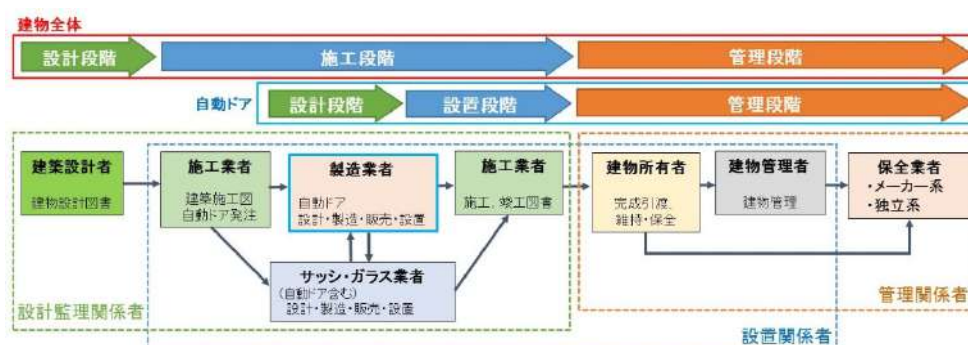 建物全体
設計段階
施工段階
管理段階
自動ドア
設計段階
設置段階
管理段階
建築設計者
建物設計図書
施工業者
建築施工図
自動ドア発注
製造業者
自動ドア
設計・製造・販売・設置
施工業者
施工、竣工図書
建物所有者
完成引渡、
維持・保全
建物管理者
建物管理
保全業者
・メーカー系
・独立系
サッシ・ガラス業者
(自動ドア含む)
設計・製造・販売・設置
設計監理関係者
設置関係者
管理関係者